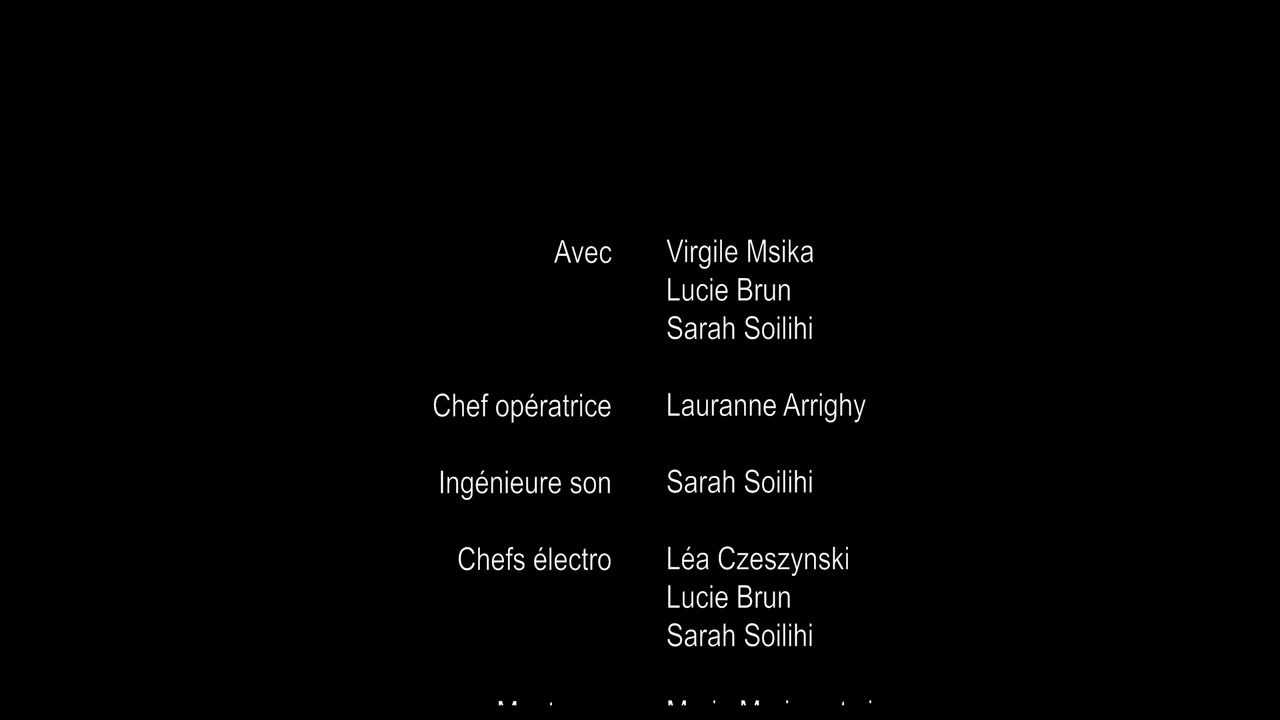 Avec Virgile Msika
Lucie Brun
Sarah Soilihi
Chef opératrice Lauranne Arrighy
Ingénieure son Sarah Soilihi
Chefs électro Léa Czeszynski
Lucie Brun
Sarah Soilihi